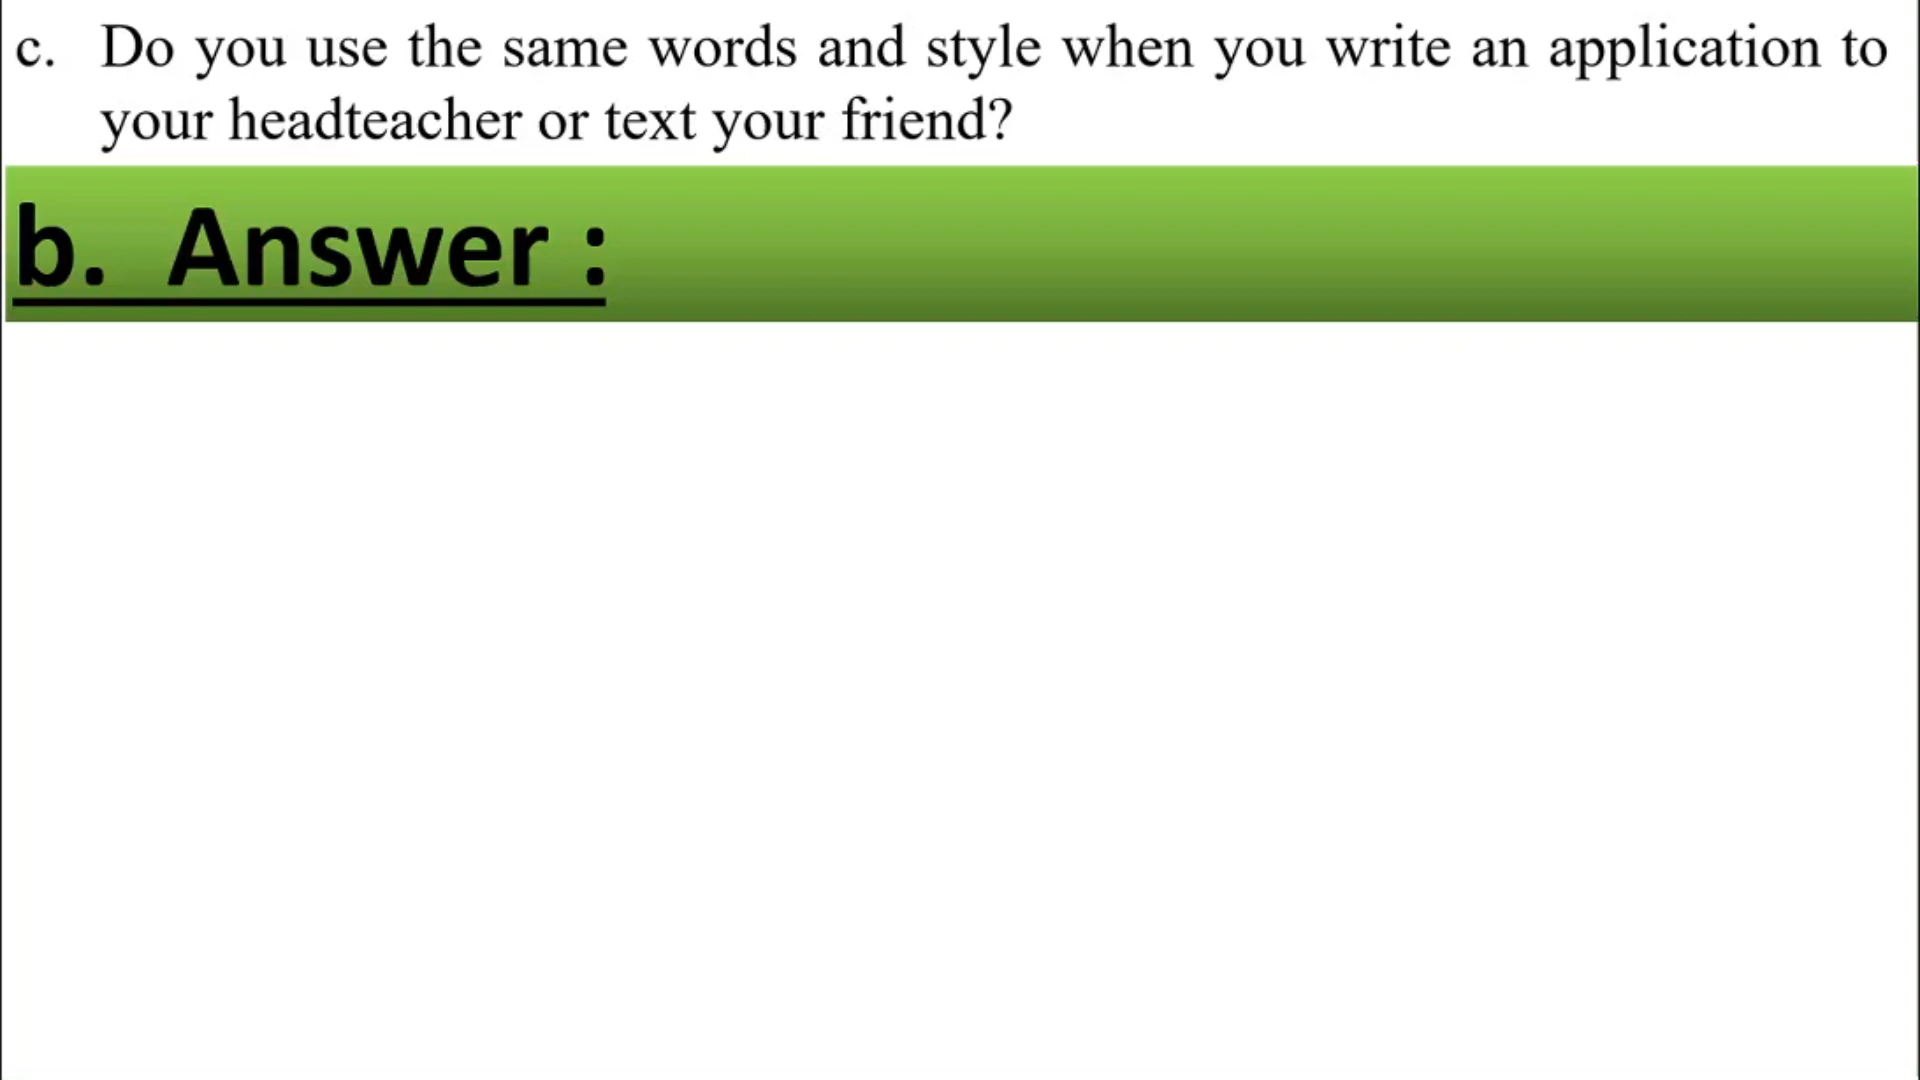 c. Do you use the same words and style when you write an application to
your headteacher or text your friend?
b. Answer :